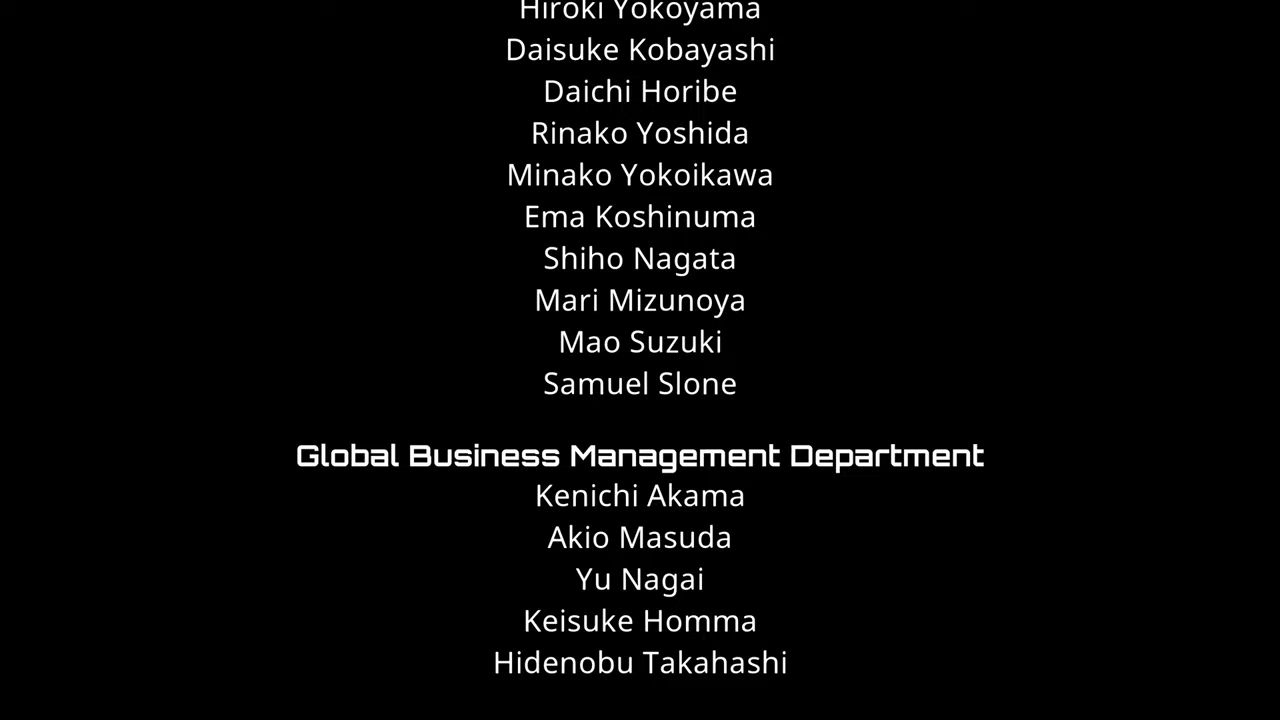 Hiroki Yokoyama
Daisuke Kobayashi
Daichi Horibe
Rinako Yoshida
Minako Yokoikawa
Ema Koshinuma
Shiho Nagata
Mari Mizunoya
Mao Suzuki
Samuel Slone
Global Business Management Department
Kenichi Akama
Akio Masuda
Yu Nagai
Keisuke Homma
Hidenobu Takahashi